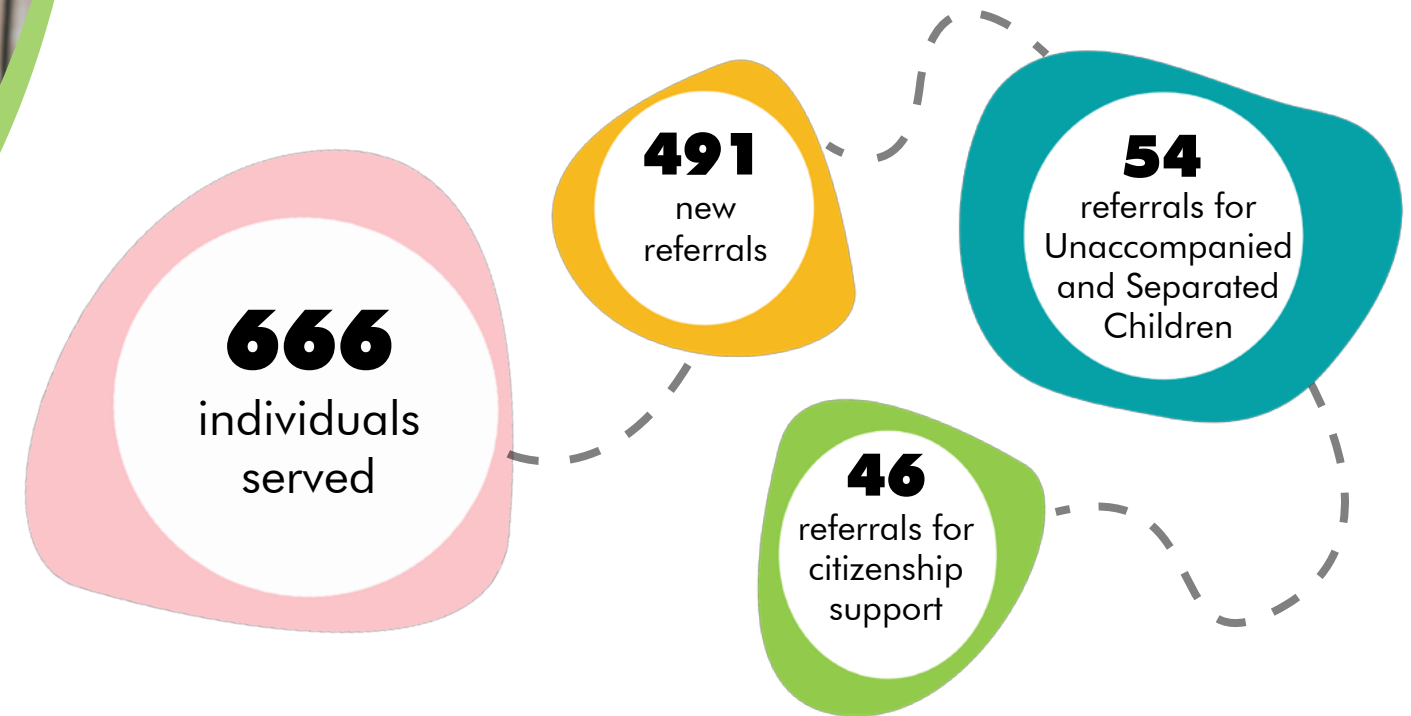 666
individuals
served
491
new
referrals
54
referrals for
Unaccompanied
and Separated
Children
46
referrals for
citizenship
support